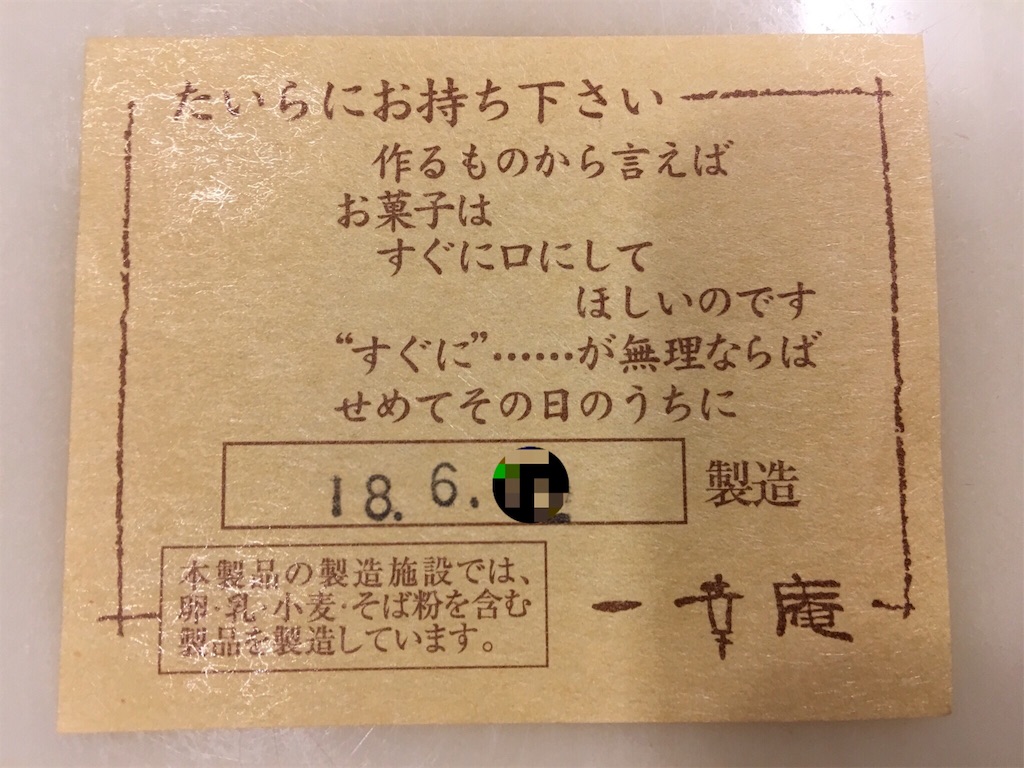 たいらにお持ち下さい
作るものから言えば
お菓子は
すぐに口にして
ほしいのです
“すぐに”……が無理ならば
せめてその日のうちに
18. 6.
製造
本製品の製造施設では、
卵・乳・小麦・そば粉を含む
製品を製造しています。
一幸庵